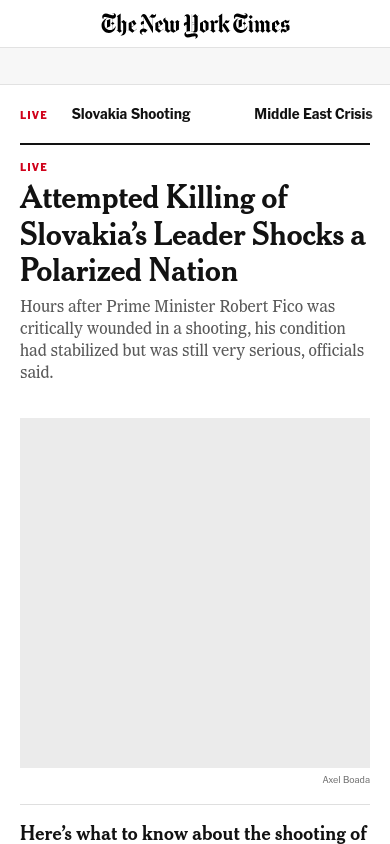 The New York Times
LIVE Slovakia Shooting Middle East Crisis
LIVE
Attempted Killing of
Slovakia’s Leader Shocks a
Polarized Nation
Hours after Prime Minister Robert Fico was
critically wounded in a shooting, his condition
had stabilized but was still very serious, officials
said.
Axel Boada
Here’s what to know about the shooting of